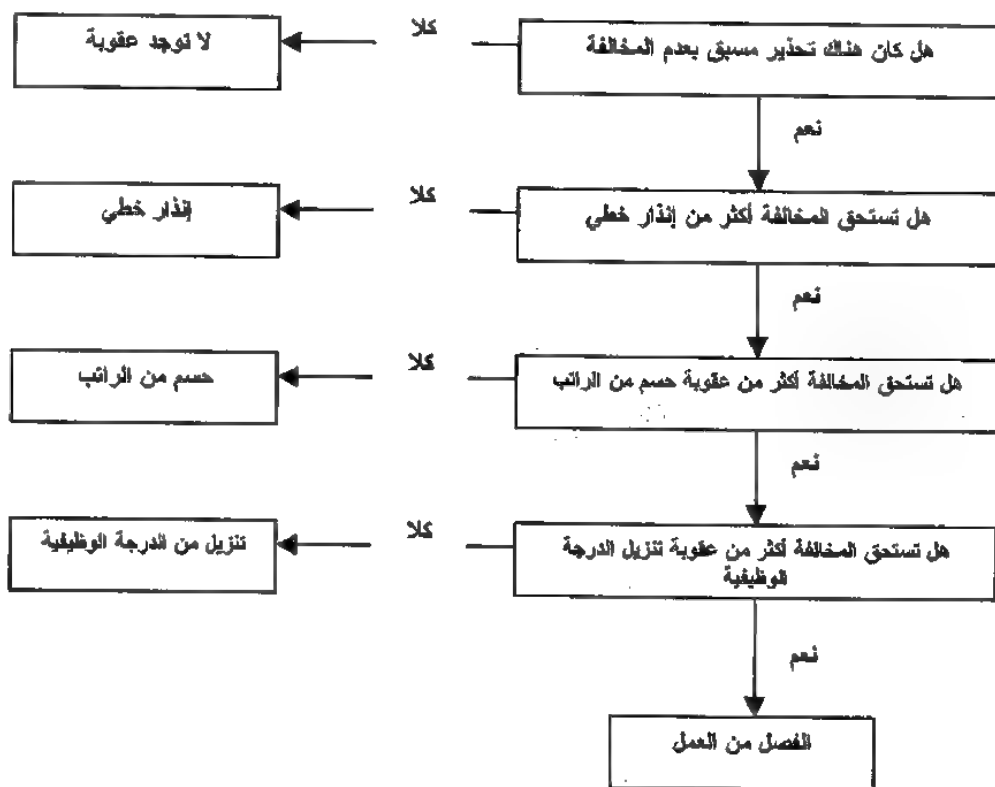 هل كان هناك تحذير مسبق بعدم المخالفة
كلا
لا توجد عقوبة
نعم
هل تستحق المخالفة أكثر من إنذار خطي
كلا
إنذار خطي
نعم
هل تستحق المخالفة أكثر من عقوبة حسم من الراتب
كلا
حسم من الراتب
نعم
هل تستحق المخالفة أكثر من عقوبة تنزيل الدرجة
الوظيفية
كلا
تنزيل من الدرجة الوظيفية
نعم
الفصل من العمل